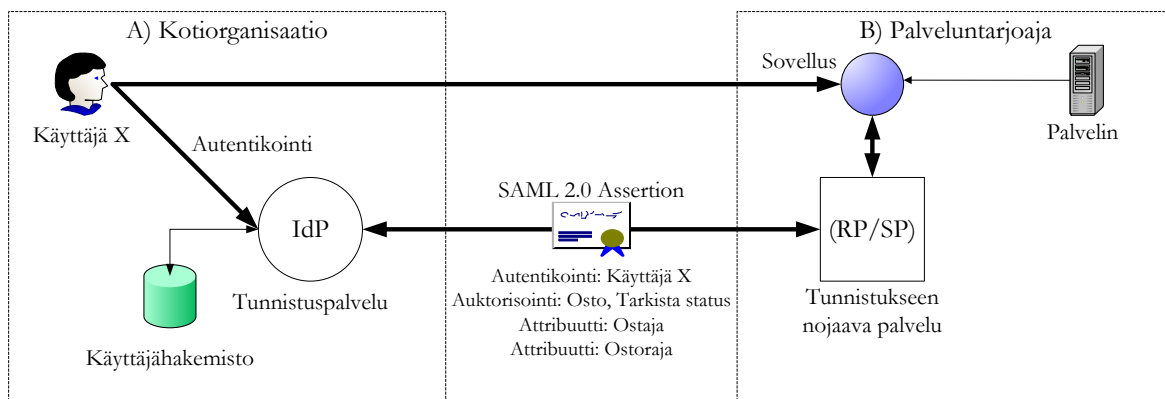 A) Kotiorganisaatio
B) Palveluntarjoaja
Sovellus
Käyttäjä X
Palvelin
Autentikointi
SAML 2.0 Assertion
IdP
(RP/SP)
Tunnistuspalvelu
Autentikointi: Käyttäjä X
Auktorisointi: Osto, Tarkista status
Attribuutti: Ostaja
Attribuutti: Ostoraja
Tunnistukseen
nojaava palvelu
Käyttäjähakemisto